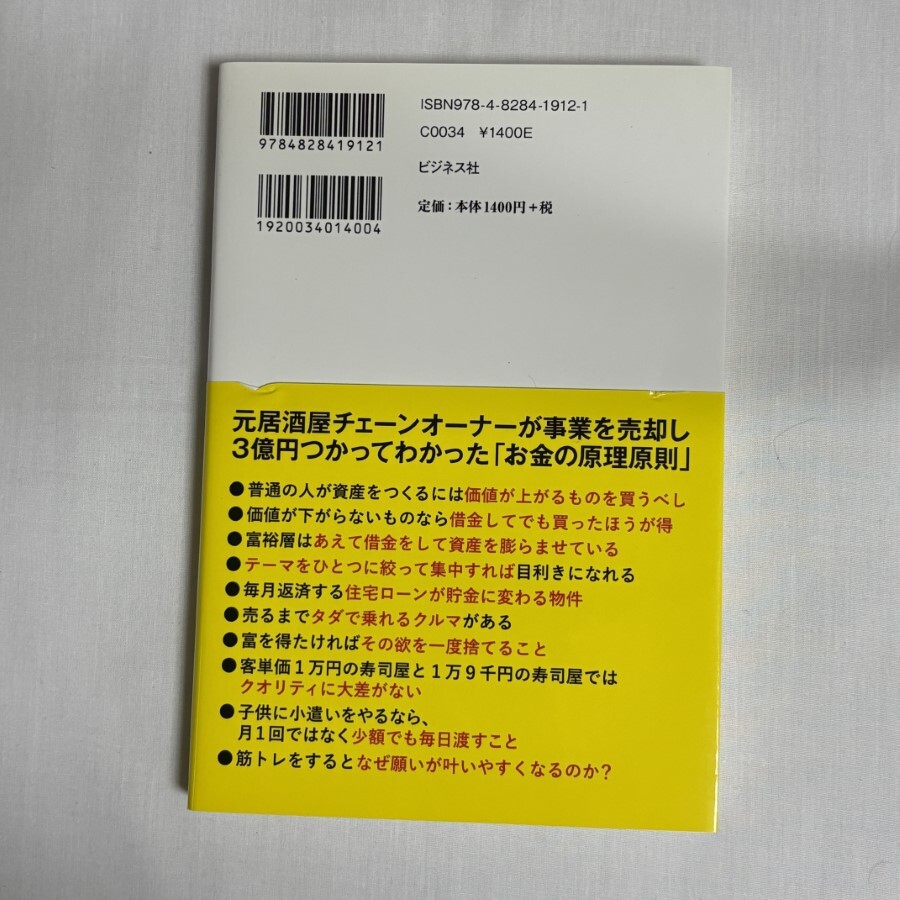 9784828419121
1920034014004
ISBN978-4-8284-1912-1
C0034 ¥1400E
ビジネス社
定価：本体1400円＋税
元居酒屋チェーンオーナーが事業を売却し
３億円つかってわかった「お金の原理原則」
●普通の人が資産をつくるには価値が上がるものを買うべし
●価値が下がらないものなら借金してでも買ったほうが得
●富裕層はあえて借金をして資産を膨らませている
●テーマをひとつに絞って集中すれば目利きになれる
●毎月返済する住宅ローンが貯金に変わる物件
●売るまでタダで乗れるクルマがある
●富を得たければその欲を一度捨てること
●客単価１万円の寿司屋と１万９千円の寿司屋では
クオリティに大差がない
●子供に小遣いをやるなら、
月１回ではなく少額でも毎日渡すこと
●筋トレをするとなぜ願いが叶いやすくなるのか？